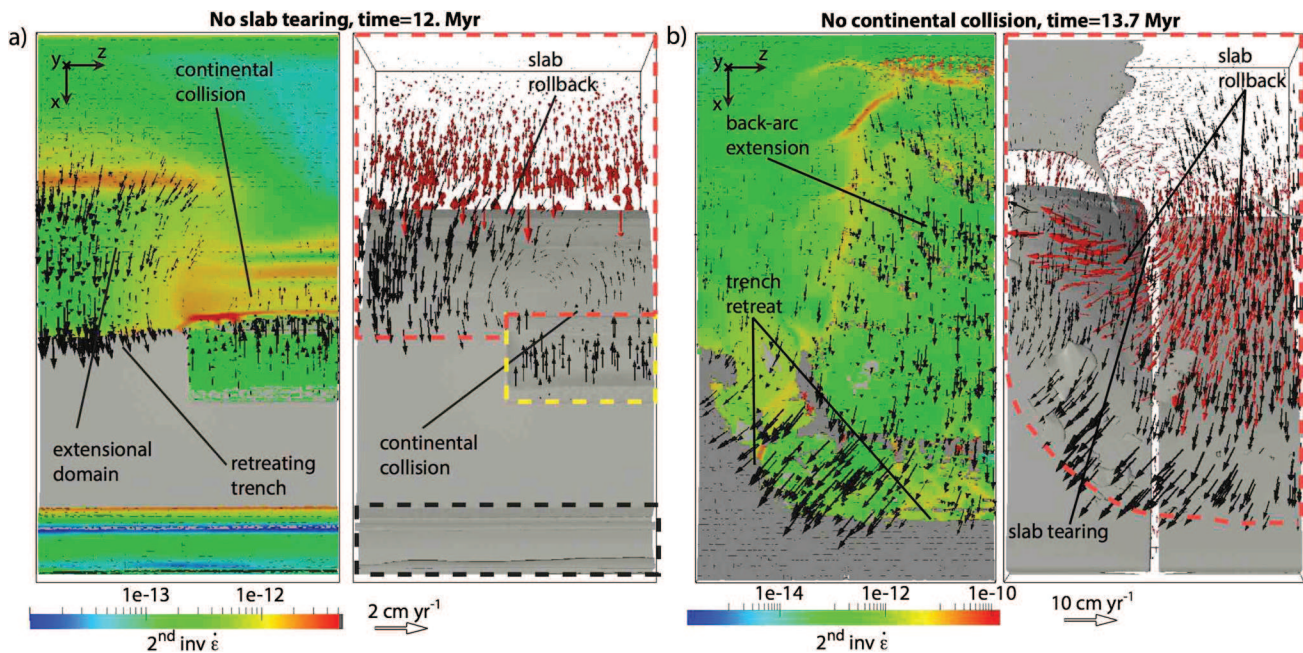 No slab tearing, time=12. Myr
a)
y
z
x
continental
collision
extensional
domain
retreating
trench
1e-13 1e-12
2nd inv ε̇
slab
rollback
continental
collision
2 cm yr-1
No continental collision, time=13.7 Myr
b)
y
z
x
back-arc
extension
trench
retreat
1e-14 1e-12 1e-10
2nd inv ε̇
slab
rollback
slab tearing
10 cm yr-1